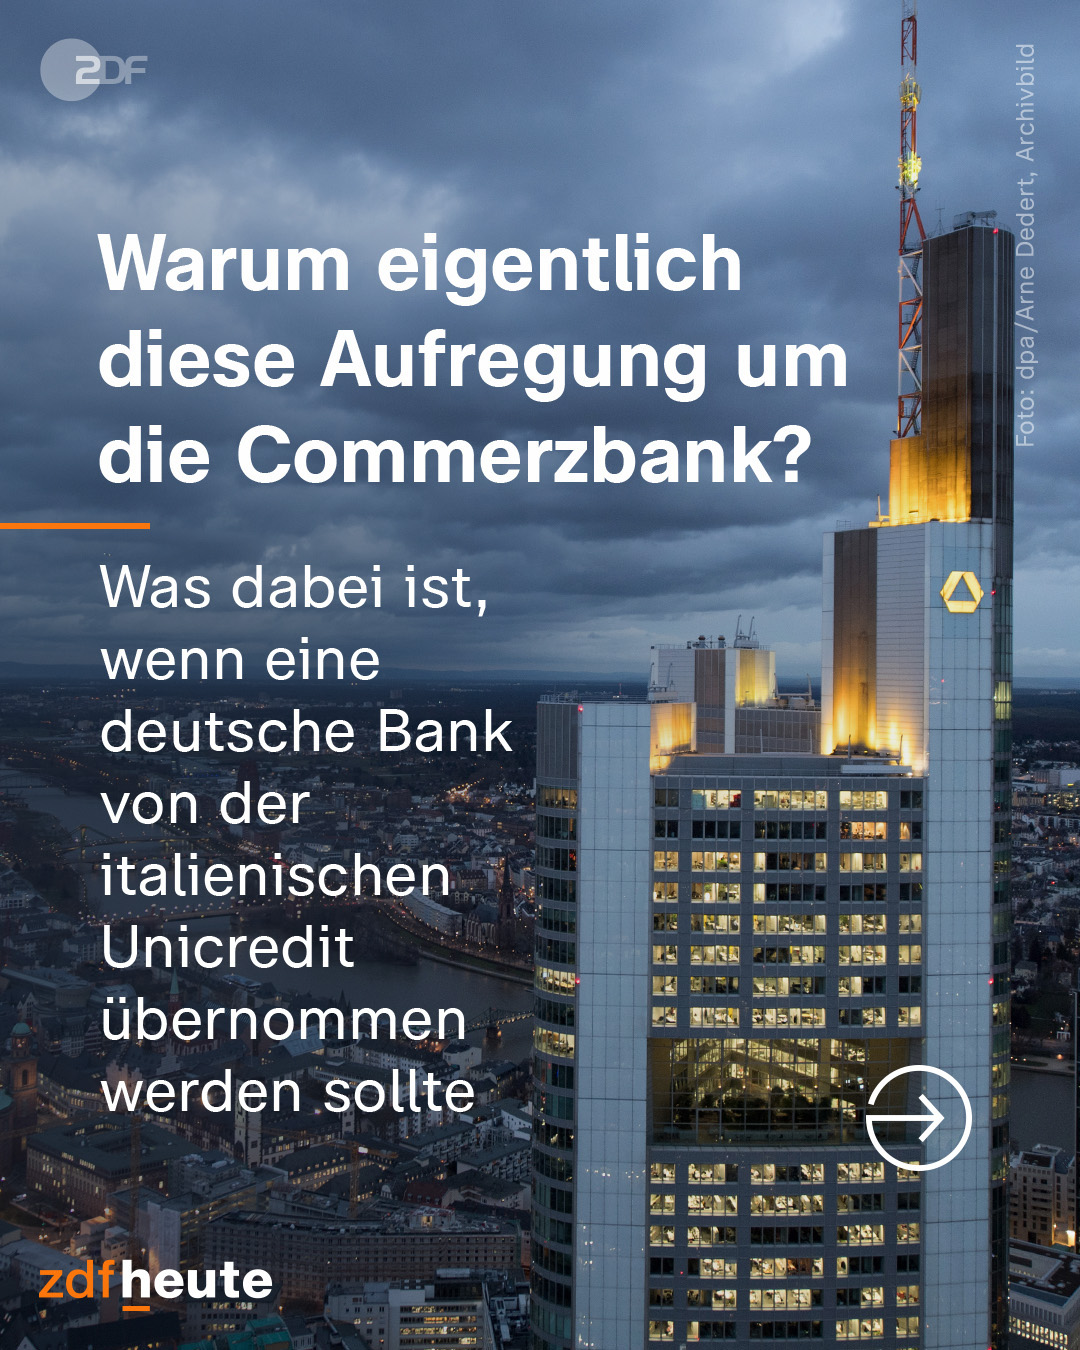 ZDF
Foto: dpa/Arne Dedert, Archivbild
Warum eigentlich
diese Aufregung um
die Commerzbank?
Was dabei ist,
wenn eine
deutsche Bank
von der
italienischen
Unicredit
übernommen
werden sollte
zdfheute